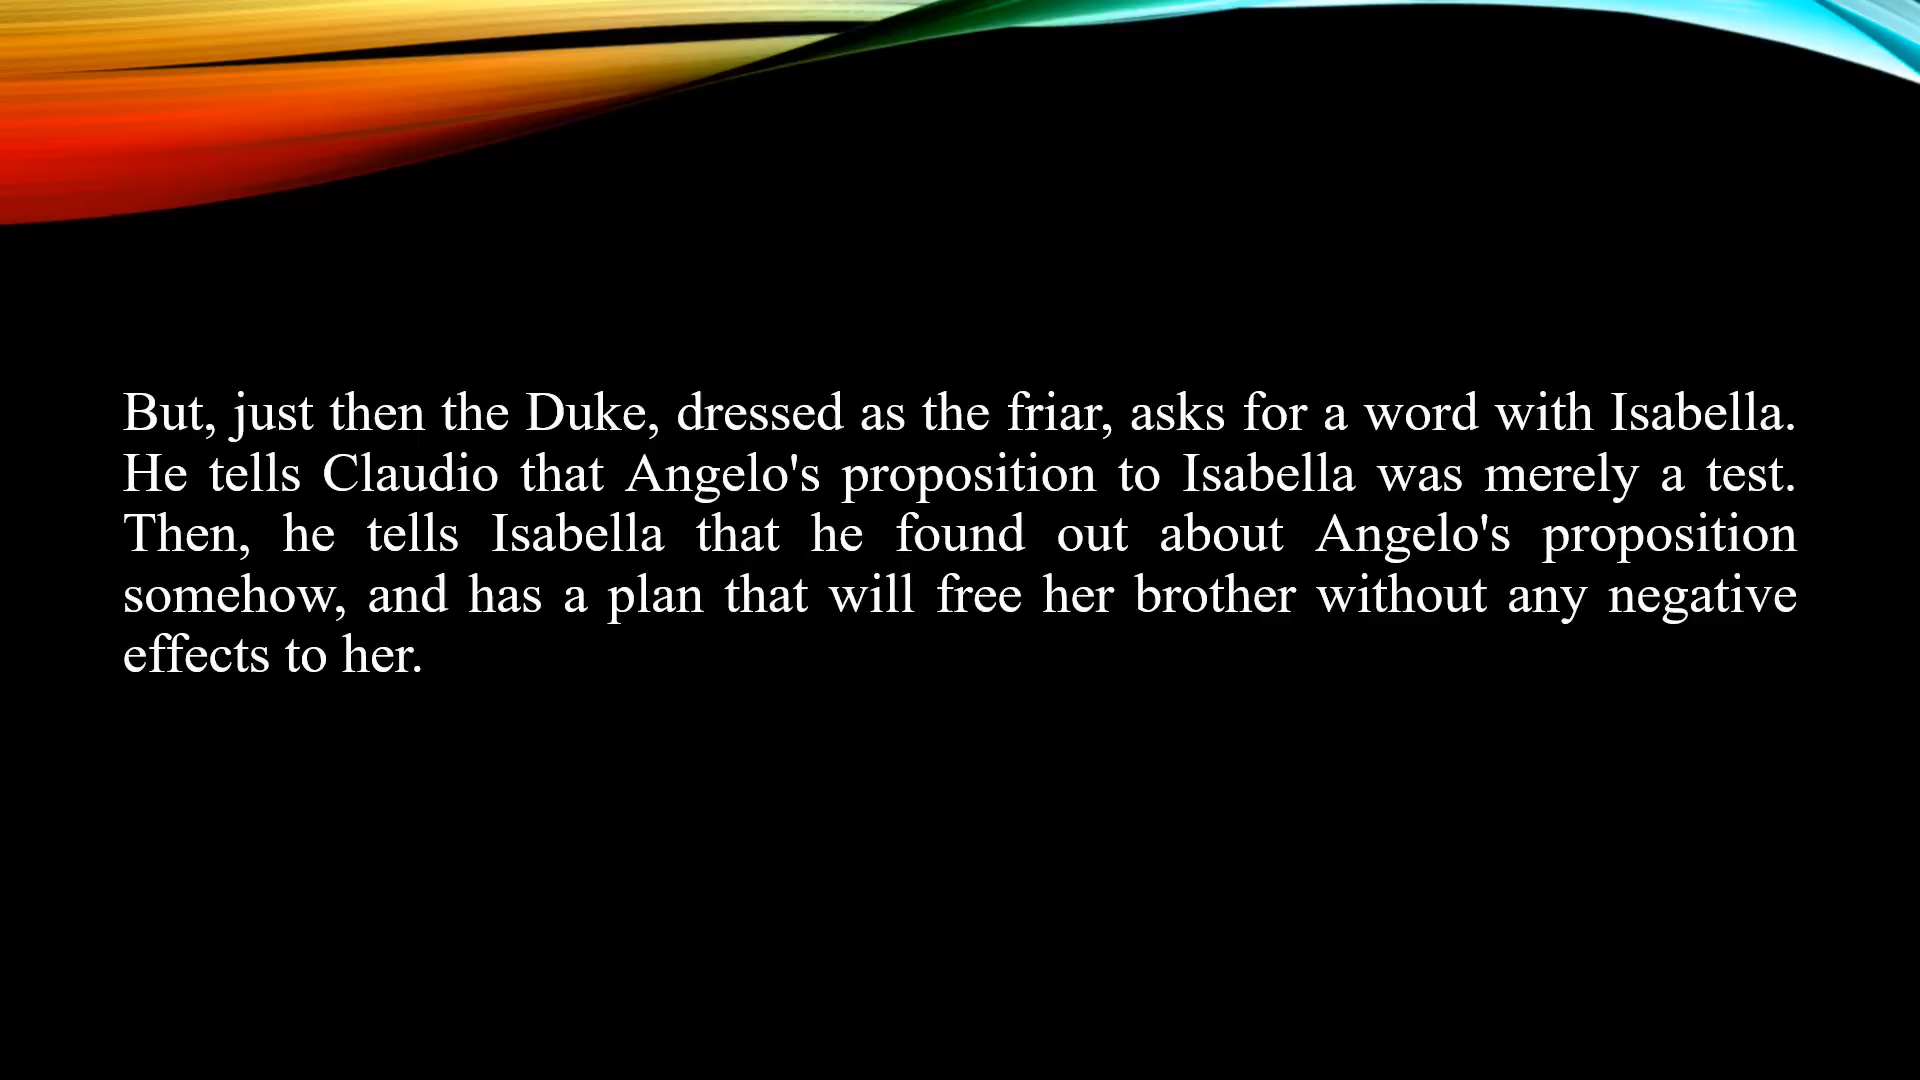 But, just then the Duke, dressed as the friar, asks for a word with Isabella.
He tells Claudio that Angelo's proposition to Isabella was merely a test.
Then, he tells Isabella that he found out about Angelo's proposition
somehow, and has a plan that will free her brother without any negative
effects to her.